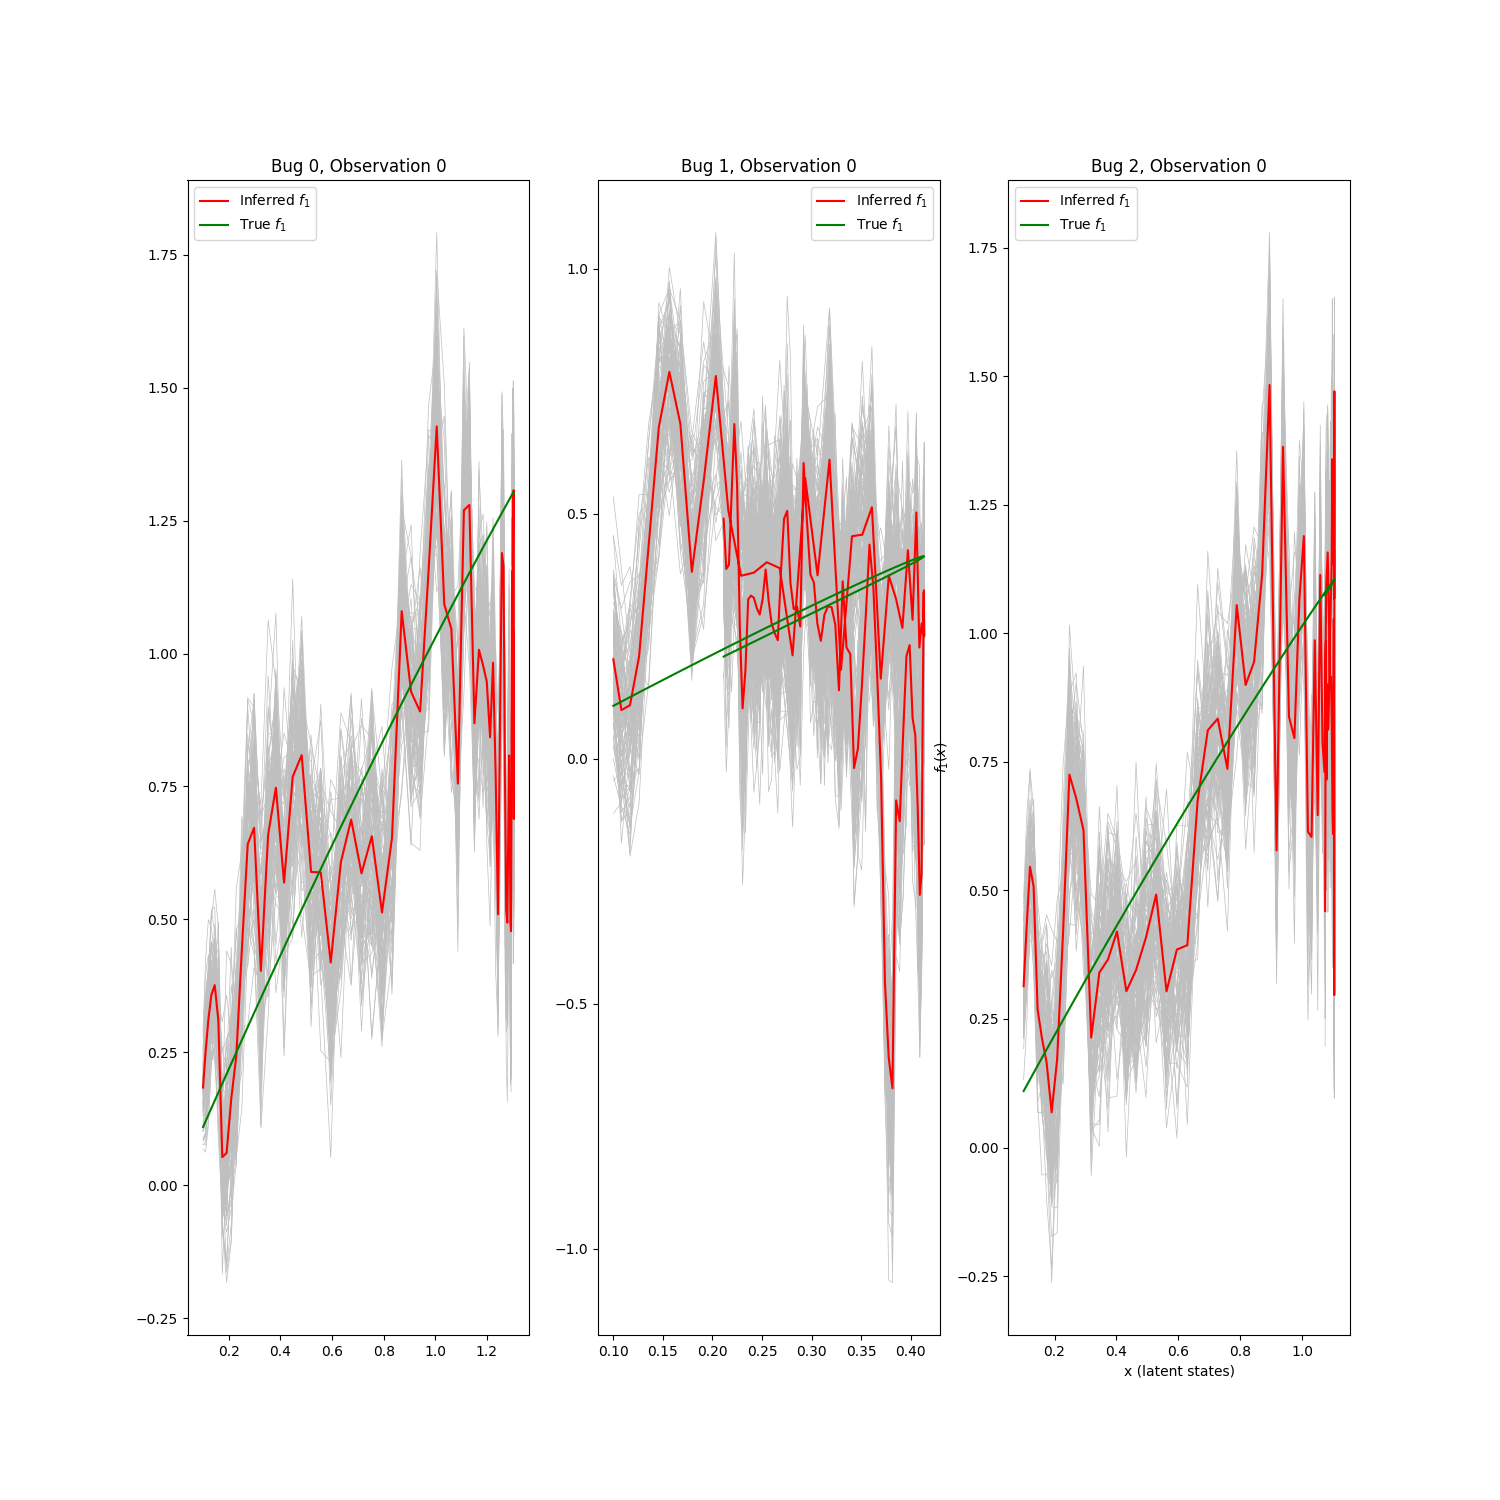 Bug 0, Observation 0
Inferred f₁
True f₁
1.75
1.50
1.25
1.00
0.75
0.50
0.25
0.00
−0.25
0.2 0.4 0.6 0.8 1.0 1.2
Bug 1, Observation 0
Inferred f₁
True f₁
1.0
0.5
0.0
−0.5
−1.0
0.10 0.15 0.20 0.25 0.30 0.35 0.40
Bug 2, Observation 0
Inferred f₁
True f₁
f₁(x)
1.75
1.50
1.25
1.00
0.75
0.50
0.25
0.00
−0.25
0.2 0.4 0.6 0.8 1.0
x (latent states)